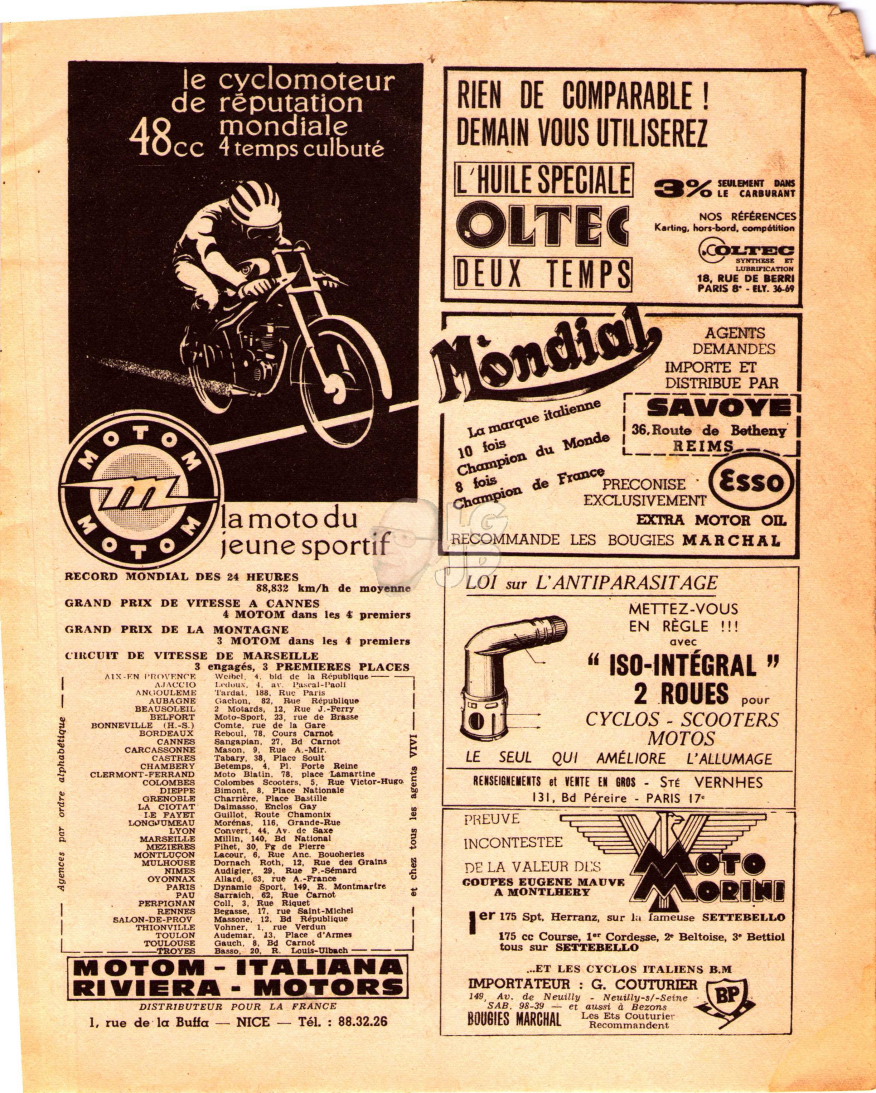 le cyclomoteur
de réputation
mondiale
48cc 4 temps culbuté
MOTOM
m
MOTOM
la moto du
jeune sportif
RECORD MONDIAL DES 24 HEURES
88,832 km/h de moyenne
GRAND PRIX DE VITESSE A CANNES
4 MOTOM dans les 4 premiers
GRAND PRIX DE LA MONTAGNE
3 MOTOM dans les 4 premiers
CIRCUIT DE VITESSE DE MARSEILLE
3 engagés, 3 PREMIERES PLACES
Agences par ordre alphabétique
AIX-EN PROVENCE Weibel, 4, bld de la République
AJACCIO Ledoux, 4, av. Pascal-Paoli
ANGOULEME Tardat, 188, Rue Paris
AUBAGNE Gachon, 82, Rue République
BEAUSOLEIL 2 Motards, 12, Rue J.-Ferry
BELFORT Moto-Sport, 23, rue de Brasse
BONNEVILLE (H.-S.) Comte, rue de la Gare
BORDEAUX Reboul, 78, Cours Carnot
CANNES Sangapian, 27, Bd Carnot
CARCASSONNE Mason, 9, Rue A.-Mir.
CASTRES Tabary, 38, Place Soult
CHAMBERY Betemps, 4, Pl. Porte Reine
CLERMONT-FERRAND Moto Blatin, 78, place Lamartine
COLOMBES Colombes Scooters, 5, Rue Victor-Hugo
DIEPPE Bimont, 8, Place Nationale
GRENOBLE Charrière, Place Bastille
LA CIOTAT Dalmasso, Enclos Gay
LE FAYET Guillot, Route Chamonix
LONGJUMEAU Morénas, 116, Grande-Rue
LYON Convert, 44, Av. de Saxe
MARSEILLE Millin, 140, Bd National
MEZIERES Pihet, 30, Fg de Pierre
MONTLUÇON Lacour, 6, Rue Anc. Boucheries
MULHOUSE Dornach Roth, 12, Rue des Grains
NIMES Audigier, 29, Rue P.-Sémard
OYONNAX Allard, 63, rue A.-France
PARIS Dynamic Sport, 149, R. Montmartre
PAU Sarraich, 62, Rue Carnot
PERPIGNAN Coll, 3, Rue Riquet
RENNES Begasse, 17, rue Saint-Michel
SALON-DE-PROV Massone, 12, Bd République
THIONVILLE Vohner, 1, rue Verdun
TOULON Audemar, 13, Place d'Armes
TOULOUSE Gauch, 8, Bd Carnot
TROYES Basso, 20, R. Louis-Ulbach
et chez tous les agents VIVI
MOTOM - ITALIANA
RIVIERA - MOTORS
DISTRIBUTEUR POUR LA FRANCE
1, rue de la Buffa — NICE — Tél. : 88.32.26
RIEN DE COMPARABLE !
DEMAIN VOUS UTILISEREZ
L'HUILE SPECIALE
OLTEC
DEUX TEMPS
3% SEULEMENT DANS
LE CARBURANT
NOS RÉFÉRENCES
Karting, hors-bord, compétition
OLTEC
SYNTHESE ET
LUBRIFICATION
18, RUE DE BERRI
PARIS 8e - ELY. 36-69
Mondial
AGENTS
DEMANDES
IMPORTE ET
DISTRIBUE PAR
SAVOYE
36, Route de Betheny
REIMS
La marque italienne
10 fois
Champion du Monde
8 fois
Champion de France
PRECONISE
EXCLUSIVEMENT
Esso
EXTRA MOTOR OIL
RECOMMANDE LES BOUGIES MARCHAL
LGJB
LOI sur L'ANTIPARASITAGE
METTEZ-VOUS
EN RÈGLE !!!
avec
“ ISO-INTÉGRAL ”
2 ROUES pour
CYCLOS - SCOOTERS
MOTOS
LE SEUL QUI AMÉLIORE L'ALLUMAGE
RENSEIGNEMENTS et VENTE EN GROS - Sté VERNHES
131, Bd Péreire - PARIS 17e
PREUVE
INCONTESTEE
DE LA VALEUR DES
COUPES EUGENE MAUVE
A MONTLHERY
MOTO
MORINI
1er 175 Spt, Herranz, sur la fameuse SETTEBELLO
175 cc Course, 1er Cordesse, 2e Beltoise, 3e Bettiol
tous sur SETTEBELLO
...ET LES CYCLOS ITALIENS B.M
IMPORTATEUR : G. COUTURIER
149, Av. de Neuilly - Neuilly-s/-Seine
SAB. 98-39 — et aussi à Bezons
BOUGIES MARCHAL
Les Ets Couturier
Recommandent
BP